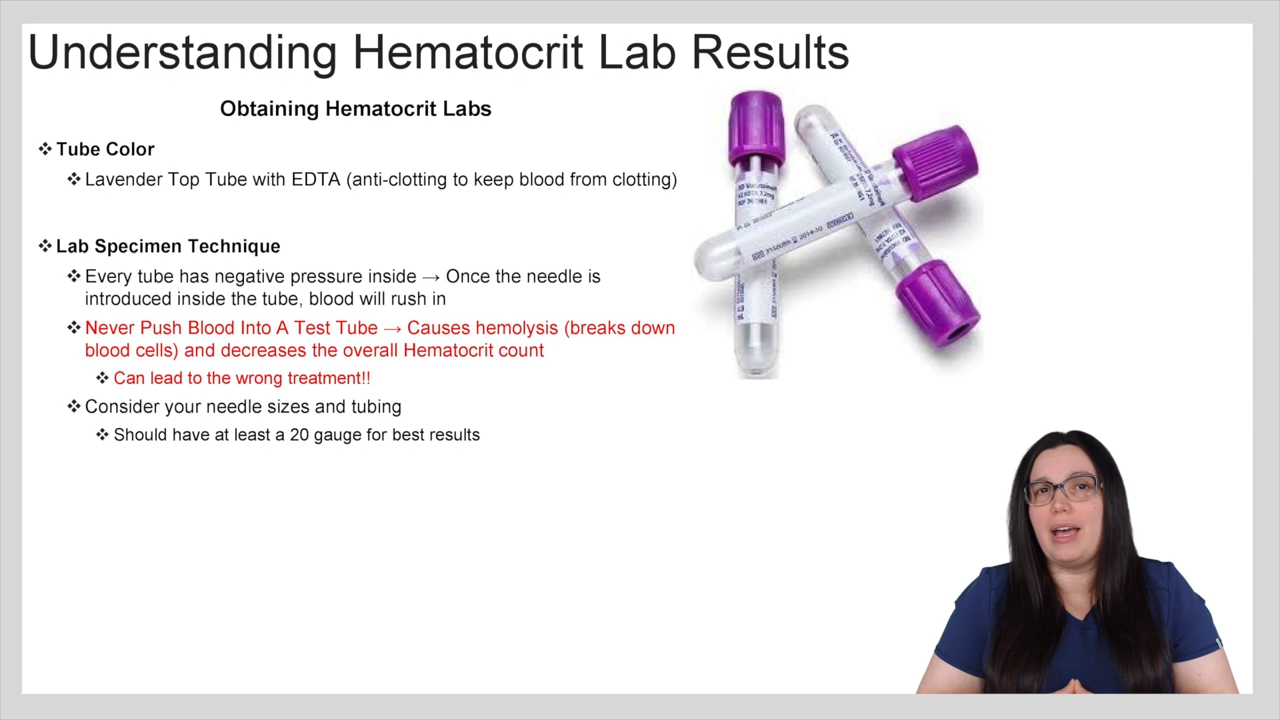 Understanding Hematocrit Lab Results
Obtaining Hematocrit Labs
❖ Tube Color
❖ Lavender Top Tube with EDTA (anti-clotting to keep blood from clotting)
❖ Lab Specimen Technique
❖ Every tube has negative pressure inside → Once the needle is
introduced inside the tube, blood will rush in
❖ Never Push Blood Into A Test Tube → Causes hemolysis (breaks down
blood cells) and decreases the overall Hematocrit count
❖ Can lead to the wrong treatment!!
❖ Consider your needle sizes and tubing
❖ Should have at least a 20 gauge for best results